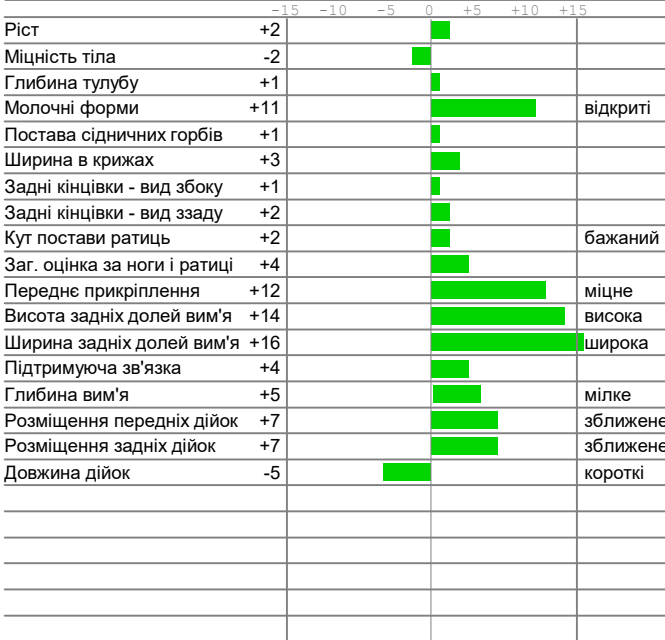 -15 -10 -5 0 +5 +10 +15
Ріст +2
Міцність тіла -2
Глибина тулубу +1
Молочні форми +11 відкриті
Постава сідничних горбів +1
Ширина в крижах +3
Задні кінцівки - вид збоку +1
Задні кінцівки - вид ззаду +2
Кут постави ратиць +2 бажаний
Заг. оцінка за ноги і ратиці +4
Переднє прикріплення +12 міцне
Висота задніх долей вим'я +14 висока
Ширина задніх долей вим'я +16 широка
Підтримуюча зв'язка +4
Глибина вим'я +5 мілке
Розміщення передніх дійок +7 зближене
Розміщення задніх дійок +7 зближене
Довжина дійок -5 короткі